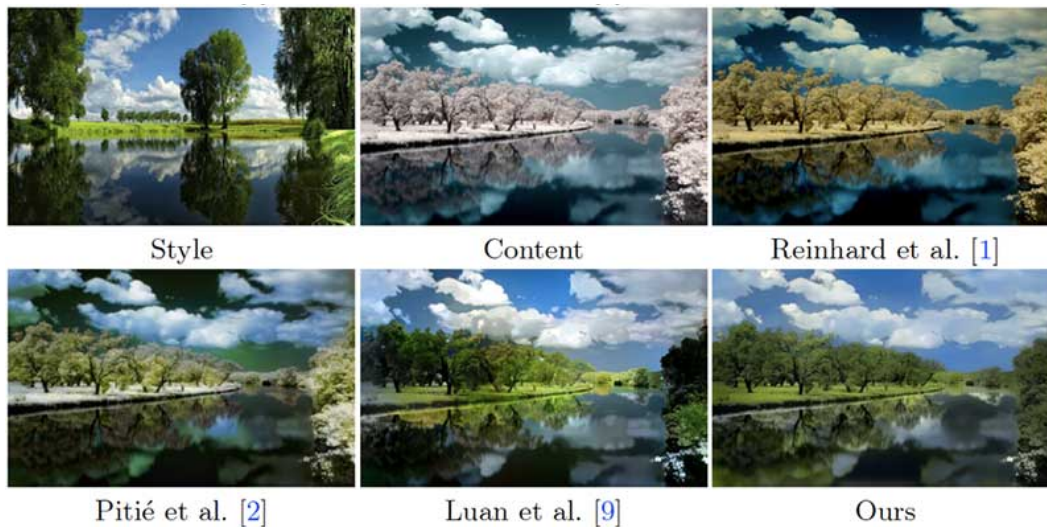 Style
Content
Reinhard et al. [1]
Pitié et al. [2]
Luan et al. [9]
Ours